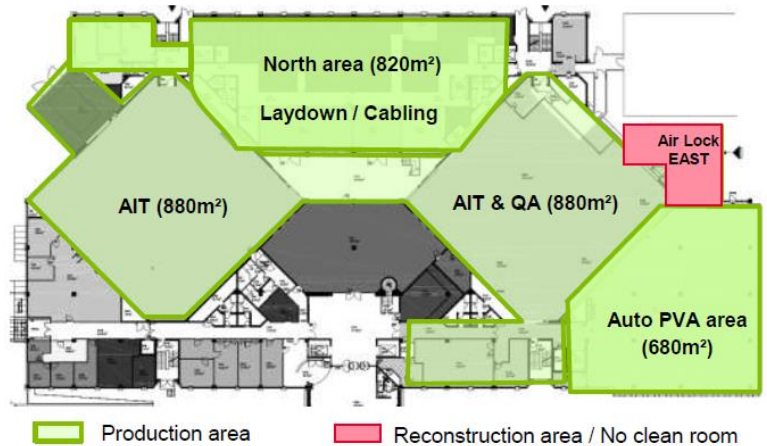 North area (820m²)
Laydown / Cabling
Air Lock
EAST
AIT (880m²)
AIT & QA (880m²)
Auto PVA area
(680m²)
Production area
Reconstruction area / No clean room